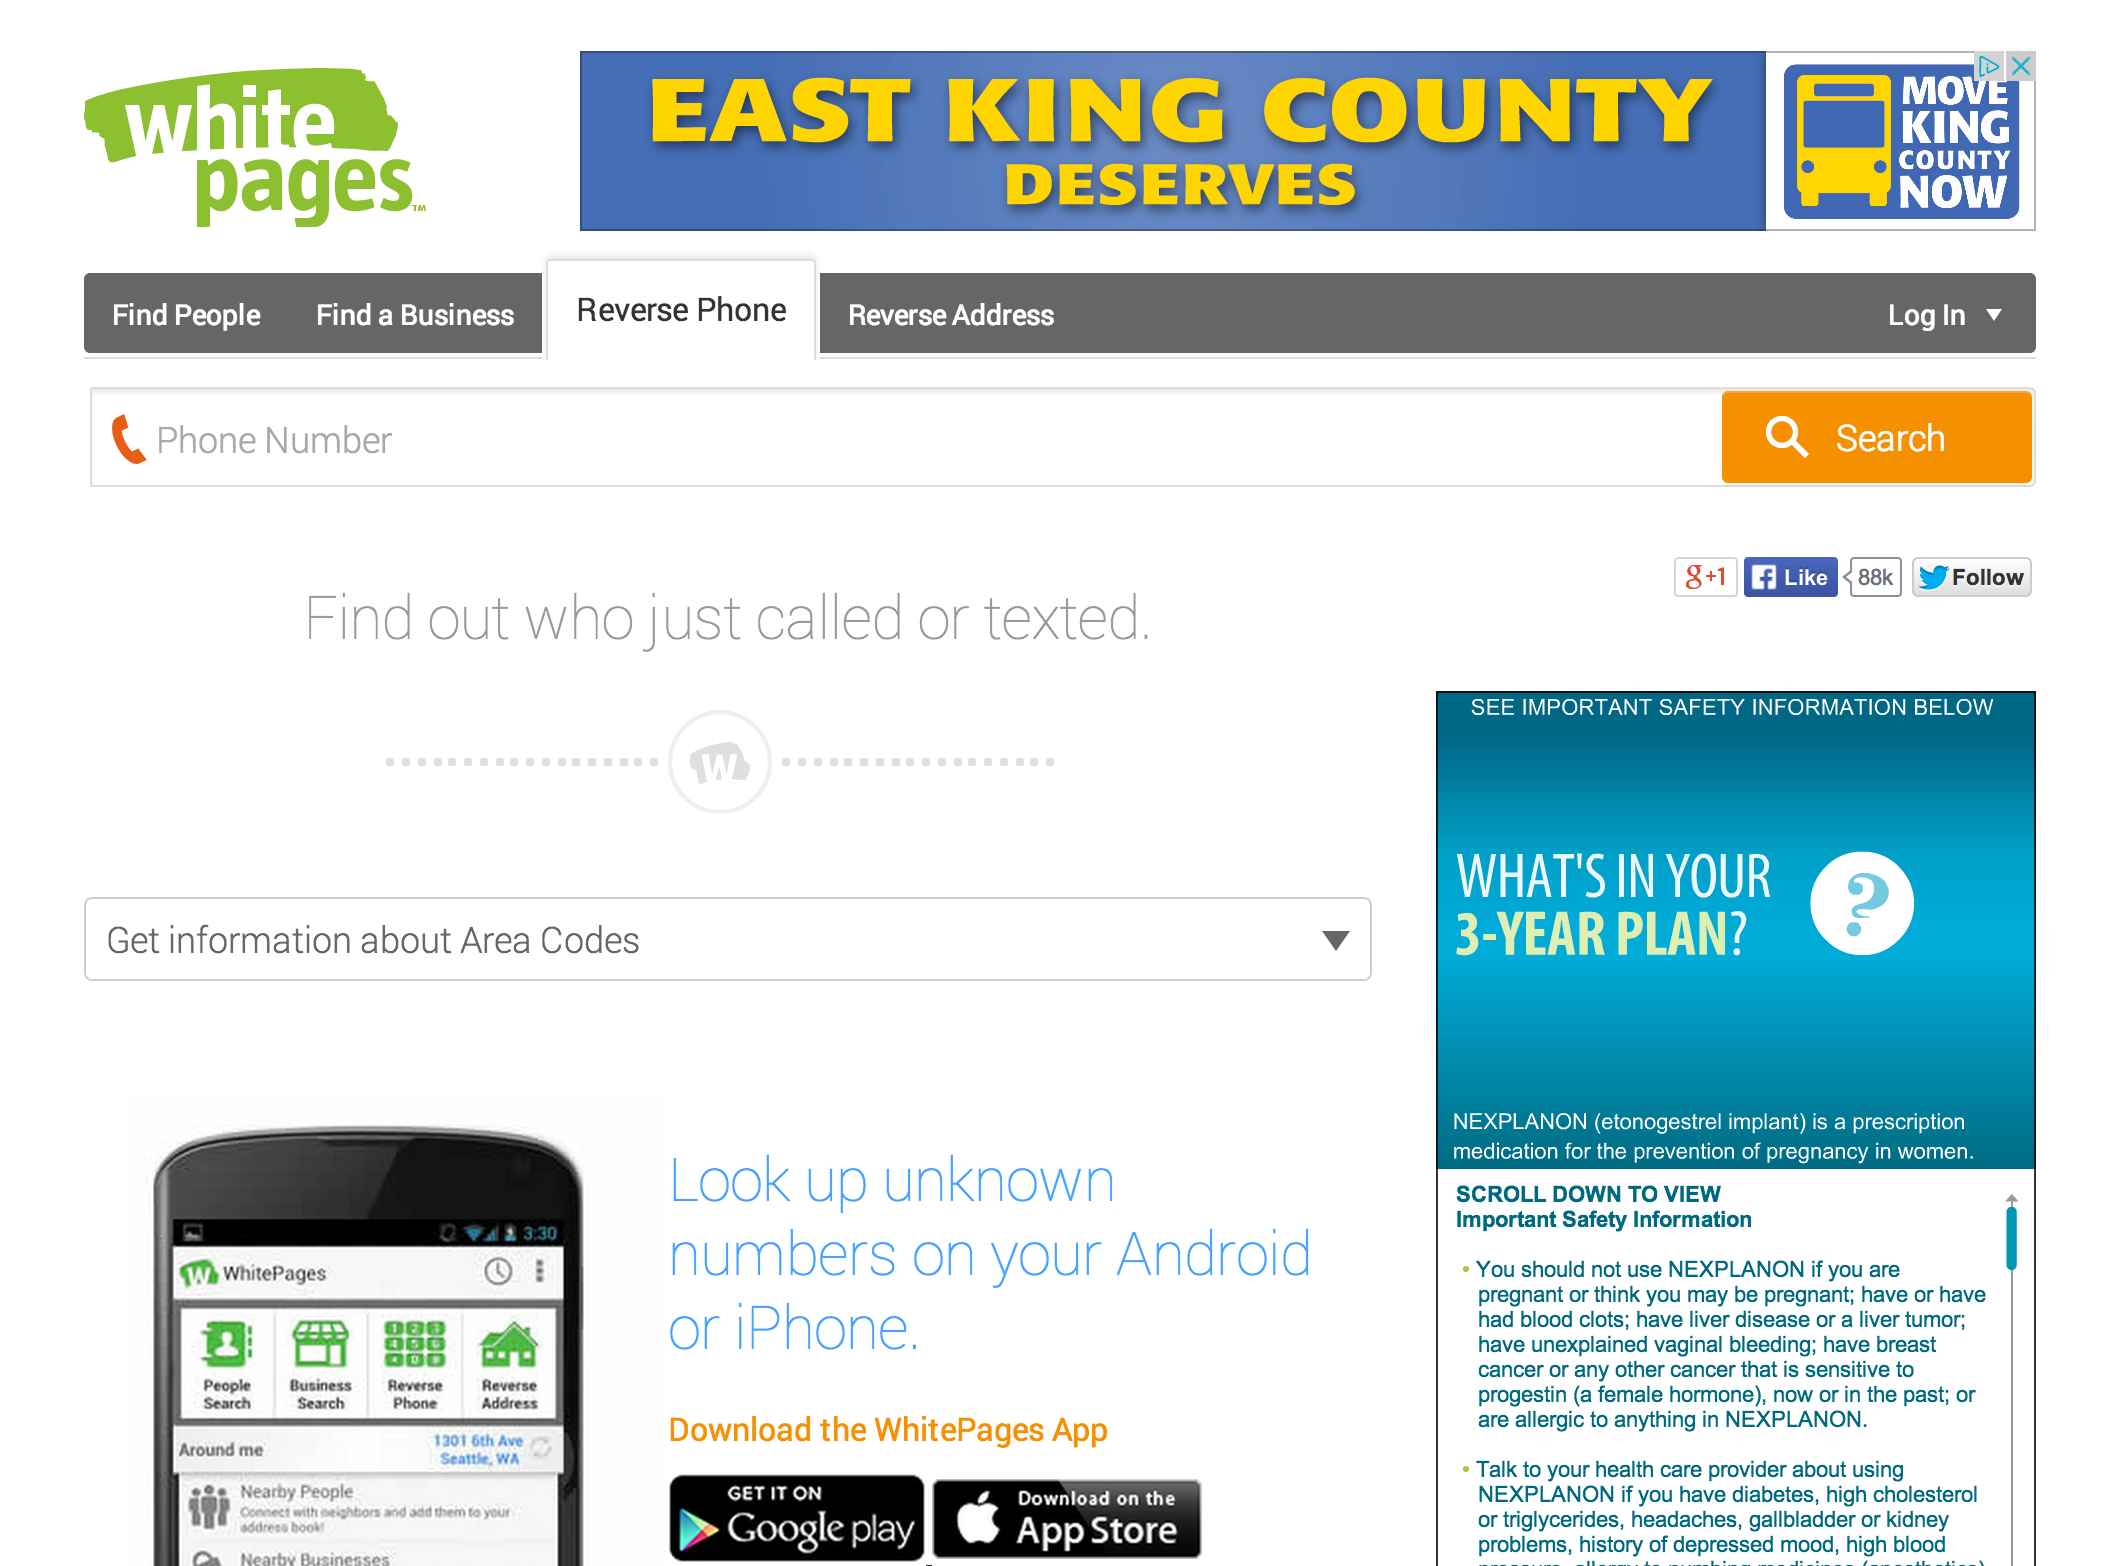 white
pages™
EAST KING COUNTY
DESERVES
MOVE
KING
COUNTY
NOW
Find People
Find a Business
Reverse Phone
Reverse Address
Log In
Phone Number
Search
g+1
Like
88k
Follow
Find out who just called or texted.
W
Get information about Area Codes
3:30
W WhitePages
People
Search
Business
Search
Reverse
Phone
Reverse
Address
Around me
1301 6th Ave
Seattle, WA
Nearby People
Connect with neighbors and add them to your
address book!
Nearby Businesses
Look up unknown
numbers on your Android
or iPhone.
Download the WhitePages App
GET IT ON
Google play
Download on the
App Store
SEE IMPORTANT SAFETY INFORMATION BELOW
WHAT'S IN YOUR
3-YEAR PLAN?
?
NEXPLANON (etonogestrel implant) is a prescription
medication for the prevention of pregnancy in women.
SCROLL DOWN TO VIEW
Important Safety Information
• You should not use NEXPLANON if you are
pregnant or think you may be pregnant; have or have
had blood clots; have liver disease or a liver tumor;
have unexplained vaginal bleeding; have breast
cancer or any other cancer that is sensitive to
progestin (a female hormone), now or in the past; or
are allergic to anything in NEXPLANON.
• Talk to your health care provider about using
NEXPLANON if you have diabetes, high cholesterol
or triglycerides, headaches, gallbladder or kidney
problems, history of depressed mood, high blood